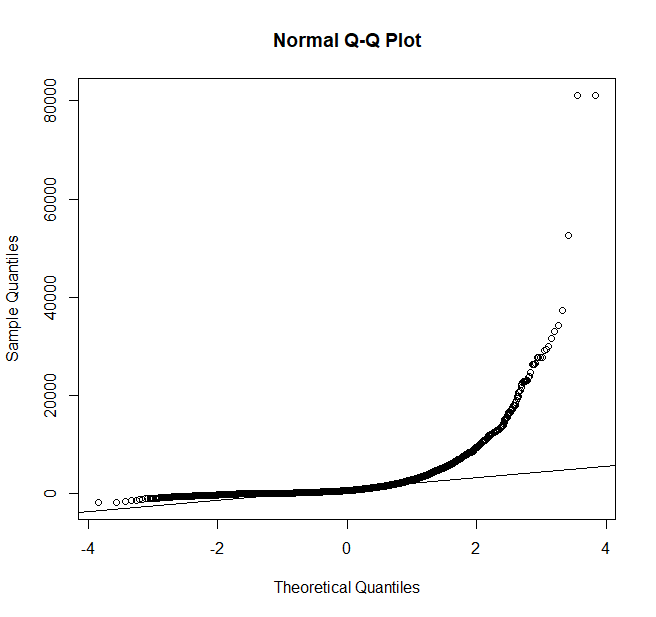 Normal Q-Q Plot
Sample Quantiles
80000
60000
40000
20000
0
-4 -2 0 2 4
Theoretical Quantiles